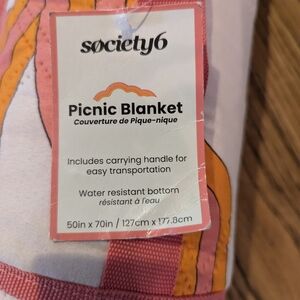 society6
Picnic Blanket
Couverture de Pique-nique
Includes carrying handle for
easy transportation
Water resistant bottom
résistant à l'eau
50in x 70in / 127cm x 177.8cm